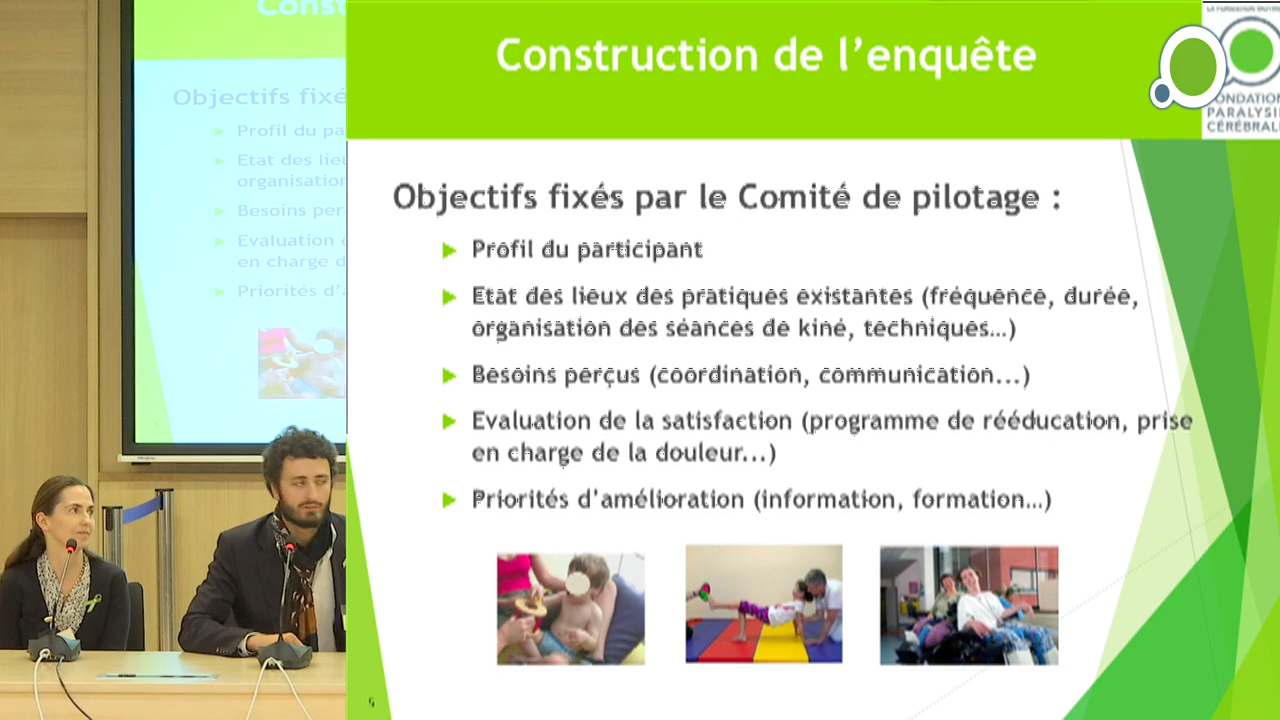 Const
Objectifs fixé
Profil du pa
Etat des lieu
organisation
Besoins per
Evaluation
en charge d
Priorités d'a
Construction de l'enquête
FONDATION
PARALYSI
CÉRÉBRAL
Objectifs fixés par le Comité de pilotage :
Profil du participant
Etat des lieux des pratiques existantes (fréquence, durée,
organisation des séances de kiné, techniques...)
Besoins perçus (coordination, communication...)
Evaluation de la satisfaction (programme de rééducation, prise
en charge de la douleur...)
Priorités d'amélioration (information, formation...)